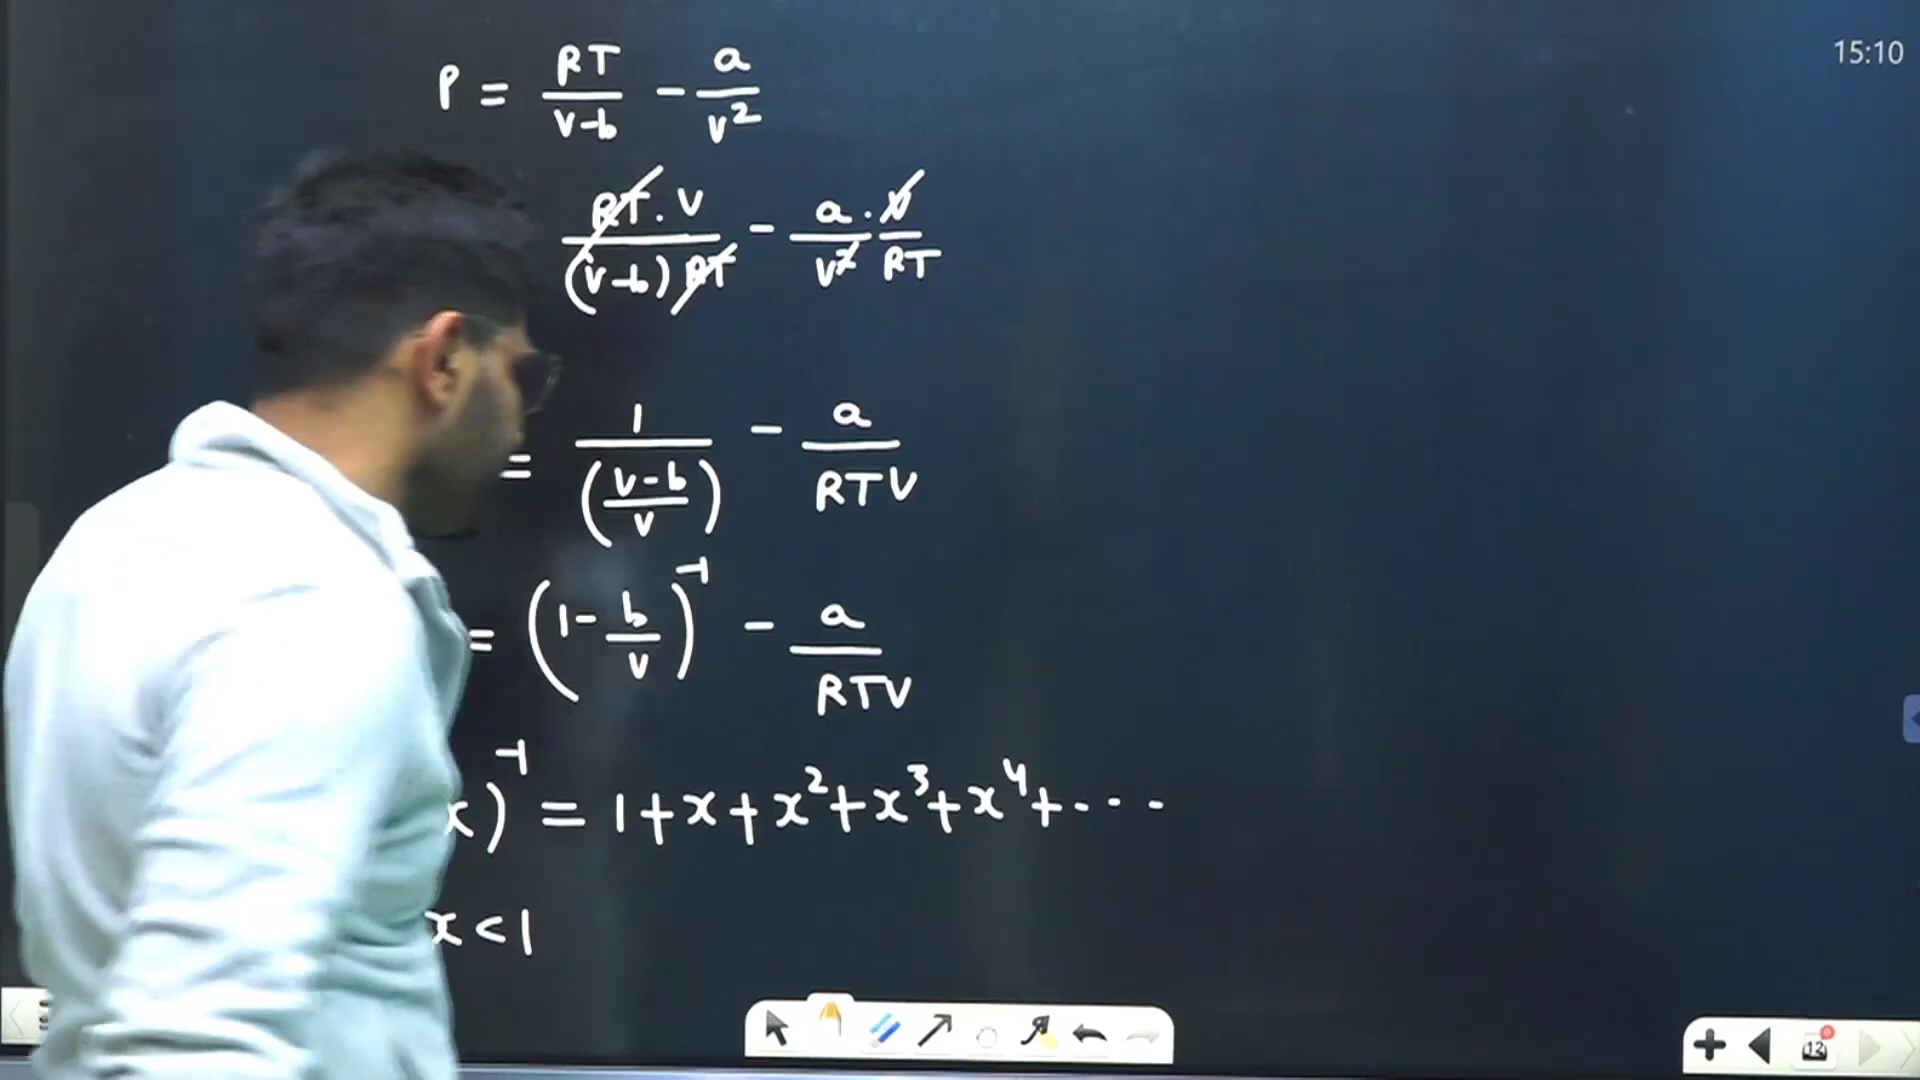 15:10
P = RT/(v-b) - a/v²
RT . v/((v-b) RT) - a . v/(v² RT)
= 1/((v-b)/v) - a/(RTV)
= (1 - b/v)⁻¹ - a/(RTV)
x)⁻¹ = 1 + x + x² + x³ + x⁴ + - - -
x < 1
12